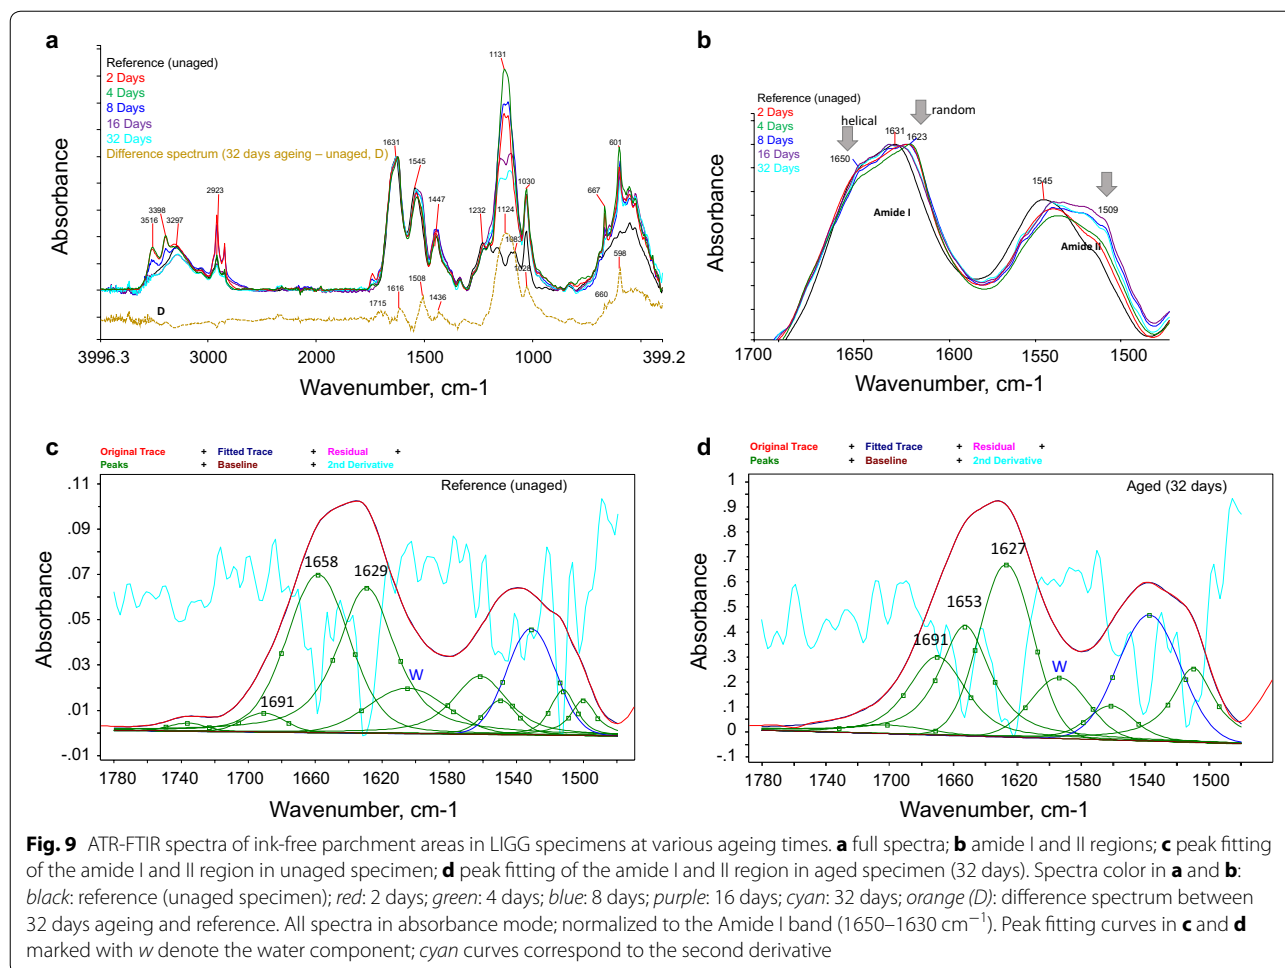 a
Reference (unaged)
2 Days
4 Days
8 Days
16 Days
32 Days
Difference spectrum (32 days ageing – unaged, D)
Absorbance
3516
3398
3297
2923
1631
1545
1447
1232
1131
1124
1083
1030
1028
667
601
598
660
1715
1616
1508
1436
D
3996.3 3000 2000 1500 1000 399.2
Wavenumber, cm-1
b
Reference (unaged)
2 Days
4 Days
8 Days
16 Days
32 Days
helical
random
1650
1631
1623
1545
1509
Amide I
Amide II
Absorbance
1700 1650 1600 1550 1500
Wavenumber, cm-1
c
Original Trace + Fitted Trace + Residual +
Peaks + Baseline + 2nd Derivative
Reference (unaged)
.11
.09
.07
.05
.03
.01
-.01
Absorbance
1658
1629
1691
W
1780 1740 1700 1660 1620 1580 1540 1500
Wavenumber, cm-1
d
Original Trace + Fitted Trace + Residual +
Peaks + Baseline + 2nd Derivative
Aged (32 days)
1
.9
.8
.7
.6
.5
.4
.3
.2
.1
0
-.1
Absorbance
1627
1653
1691
W
1780 1740 1700 1660 1620 1580 1540 1500
Wavenumber, cm-1
Fig. 9 ATR-FTIR spectra of ink-free parchment areas in LIGG specimens at various ageing times. a full spectra; b amide I and II regions; c peak fitting
of the amide I and II region in unaged specimen; d peak fitting of the amide I and II region in aged specimen (32 days). Spectra color in a and b:
black: reference (unaged specimen); red: 2 days; green: 4 days; blue: 8 days; purple: 16 days; cyan: 32 days; orange (D): difference spectrum between
32 days ageing and reference. All spectra in absorbance mode; normalized to the Amide I band (1650–1630 cm⁻¹). Peak fitting curves in c and d
marked with w denote the water component; cyan curves correspond to the second derivative